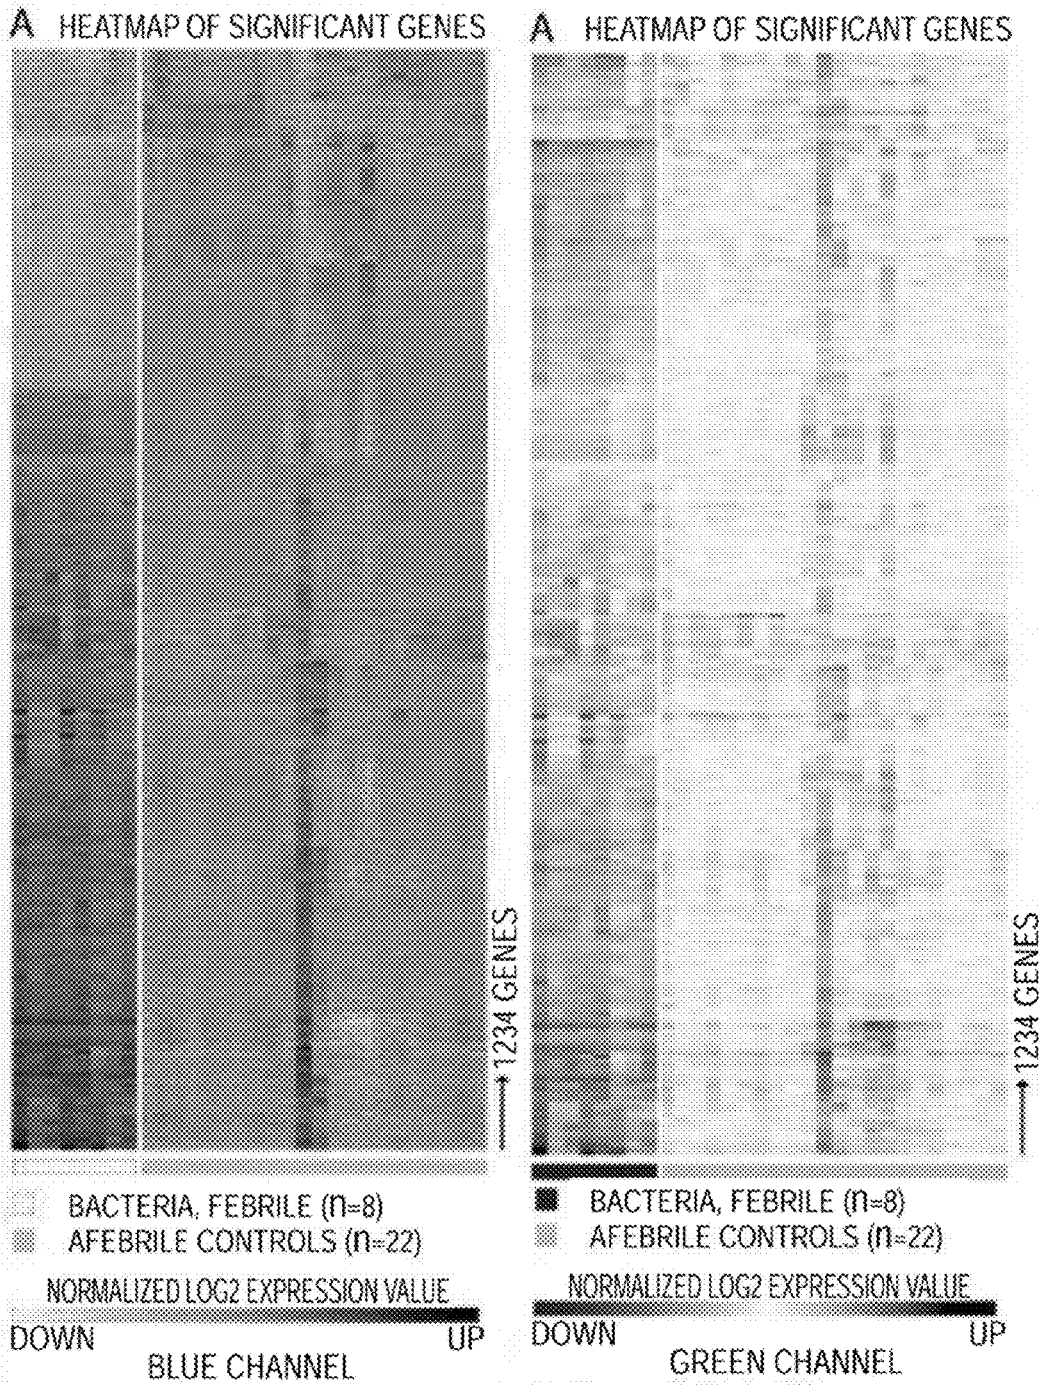 A HEATMAP OF SIGNIFICANT GENES
1234 GENES
BACTERIA, FEBRILE (n=8)
AFEBRILE CONTROLS (n=22)
NORMALIZED LOG2 EXPRESSION VALUE
DOWN UP
BLUE CHANNEL
A HEATMAP OF SIGNIFICANT GENES
1234 GENES
BACTERIA, FEBRILE (n=8)
AFEBRILE CONTROLS (n=22)
NORMALIZED LOG2 EXPRESSION VALUE
DOWN UP
GREEN CHANNEL